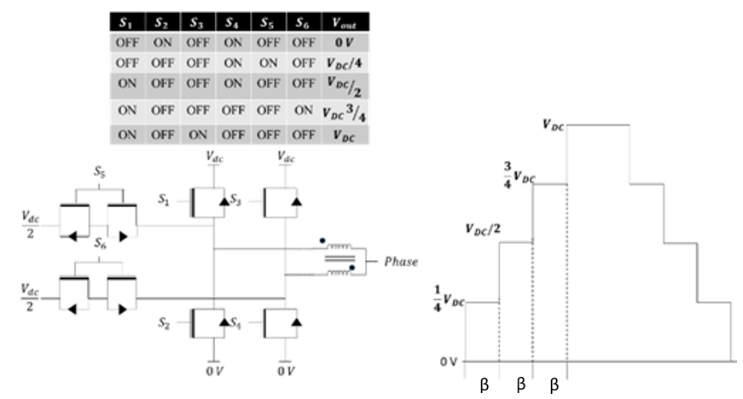 S1 S2 S3 S4 S5 S6 Vout
OFF ON OFF ON OFF OFF 0 V
OFF OFF OFF ON ON OFF VDC/4
ON OFF OFF ON OFF OFF VDC/2
ON OFF OFF OFF OFF ON VDC 3/4
ON OFF ON OFF OFF OFF VDC
Vdc Vdc
S5
S1 S3
Vdc/2
S6
Phase
Vdc/2
S2 S4
0 V 0 V
VDC
3/4 VDC
VDC/2
1/4 VDC
0 V
β β β